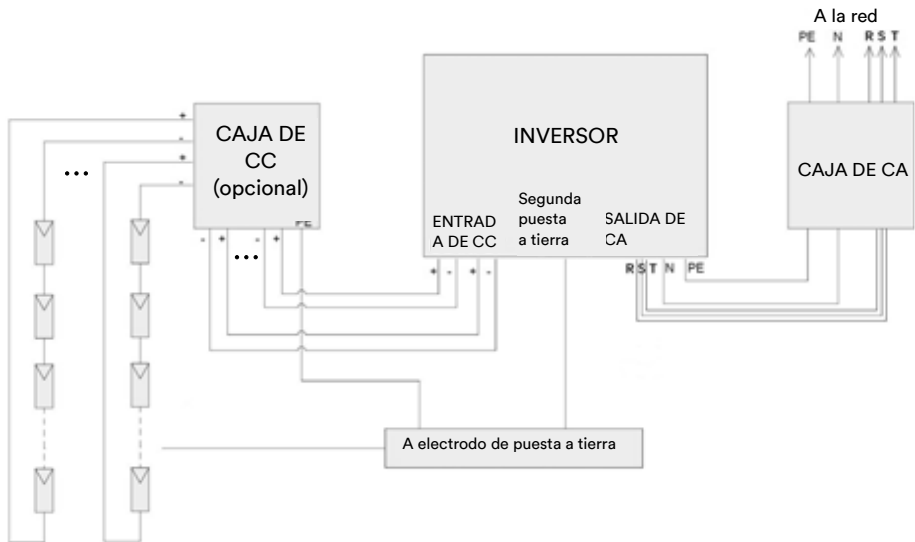 A la red
PE N R S T
CAJA DE
CC
(opcional)
+
-
+
-
...
PE
- + - +
...
INVERSOR
ENTRAD
A DE CC
Segunda
puesta
a tierra
SALIDA DE
CA
+ - + -
R S T N PE
CAJA DE CA
A electrodo de puesta a tierra